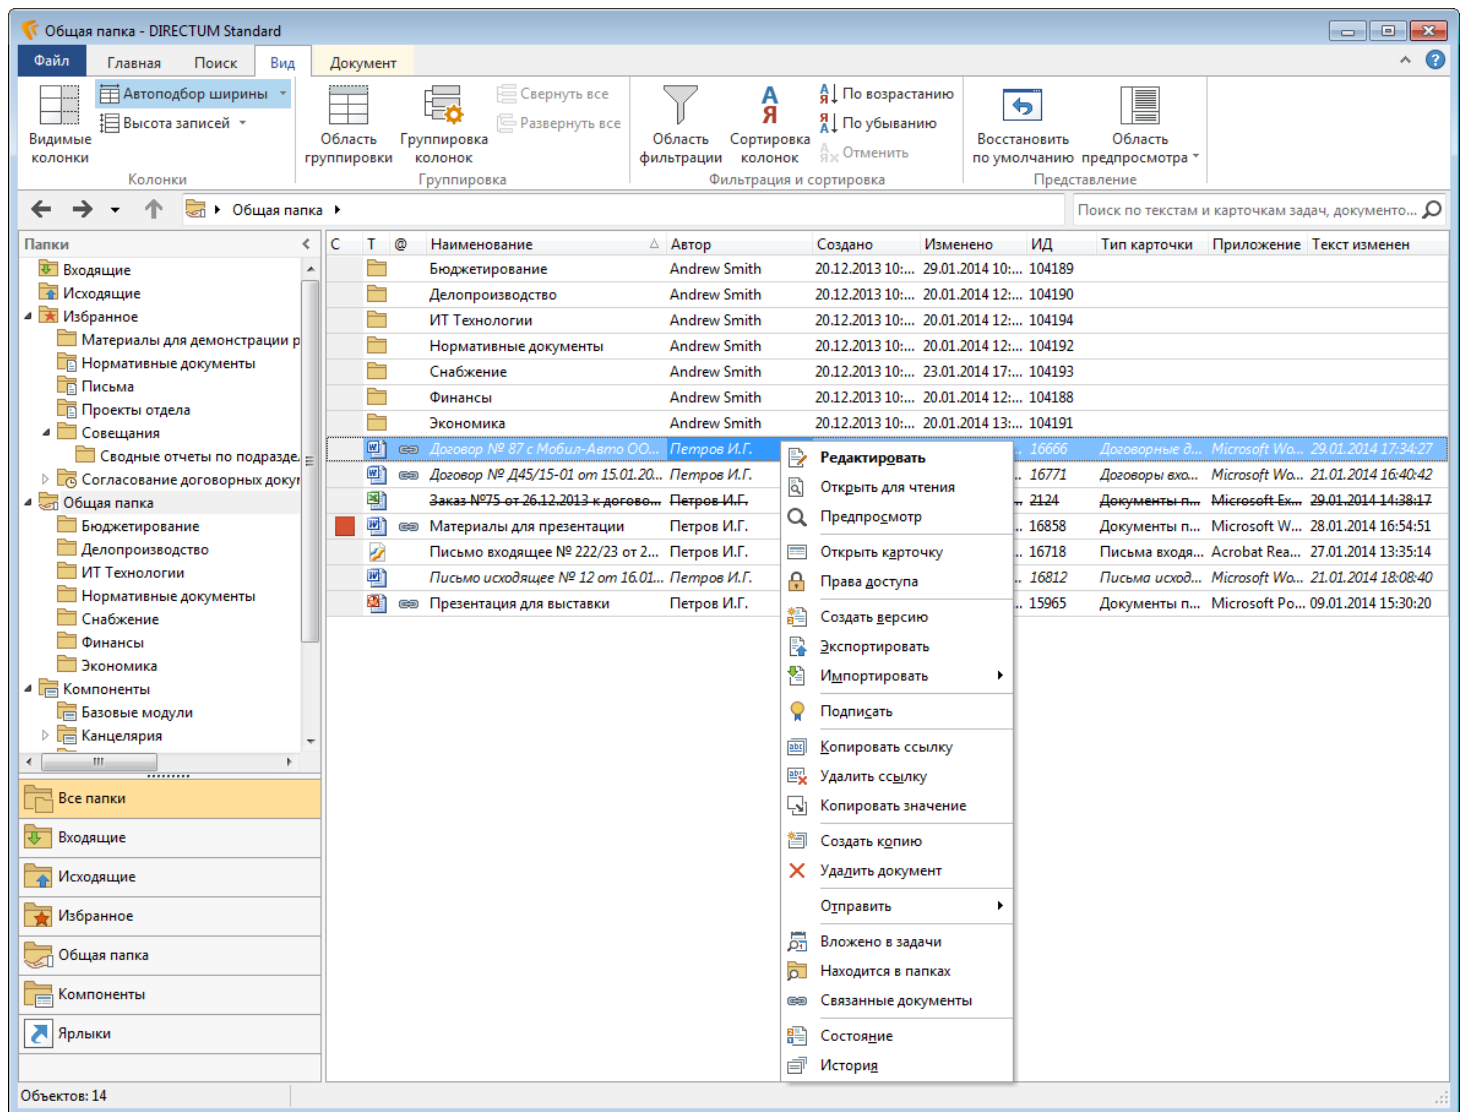 Общая папка - DIRECTUM Standard
Файл Главная Поиск Вид Документ
Видимые колонки
Автоподбор ширины
Высота записей
Колонки
Область группировки
Группировка колонок
Свернуть все
Развернуть все
Группировка
Область фильтрации
Сортировка колонок
По возрастанию
По убыванию
Отменить
Фильтрация и сортировка
Восстановить по умолчанию
Область предпросмотра
Представление
Общая папка
Поиск по текстам и карточкам задач, документо...
Папки
Входящие
Исходящие
Избранное
Материалы для демонстрации р
Нормативные документы
Письма
Проекты отдела
Совещания
Сводные отчеты по подразде
Согласование договорных докум
Общая папка
Бюджетирование
Делопроизводство
ИТ Технологии
Нормативные документы
Снабжение
Финансы
Экономика
Компоненты
Базовые модули
Канцелярия
Все папки
Входящие
Исходящие
Избранное
Общая папка
Компоненты
Ярлыки
С Т @ Наименование Автор Создано Изменено ИД Тип карточки Приложение Текст изменен
Бюджетирование Andrew Smith 20.12.2013 10:... 29.01.2014 10:... 104189
Делопроизводство Andrew Smith 20.12.2013 10:... 20.01.2014 12:... 104190
ИТ Технологии Andrew Smith 20.12.2013 10:... 20.01.2014 12:... 104194
Нормативные документы Andrew Smith 20.12.2013 10:... 20.01.2014 12:... 104192
Снабжение Andrew Smith 20.12.2013 10:... 23.01.2014 17:... 104193
Финансы Andrew Smith 20.12.2013 10:... 20.01.2014 12:... 104188
Экономика Andrew Smith 20.12.2013 10:... 20.01.2014 13:... 104191
Договор № 87 с Мобил-Авто ОО... Петров И.Г. 16666 Договорные д... Microsoft Wo... 29.01.2014 17:34:27
Договор № Д45/15-01 от 15.01.20... Петров И.Г. 16771 Договоры вхо... Microsoft Wo... 21.01.2014 16:40:42
Заказ №75 от 26.12.2013 к догово... Петров И.Г. 2124 Документы п... Microsoft Ex... 29.01.2014 14:38:17
Материалы для презентации Петров И.Г. 16858 Документы п... Microsoft W... 28.01.2014 16:54:51
Письмо входящее № 222/23 от 2... Петров И.Г. 16718 Письма входя... Acrobat Rea... 27.01.2014 13:35:14
Письмо исходящее № 12 от 16.01... Петров И.Г. 16812 Письма исход... Microsoft Wo... 21.01.2014 18:08:40
Презентация для выставки Петров И.Г. 15965 Документы п... Microsoft Po... 09.01.2014 15:30:20
Редактировать
Открыть для чтения
Предпросмотр
Открыть карточку
Права доступа
Создать версию
Экспортировать
Импортировать
Подписать
Копировать ссылку
Удалить ссылку
Копировать значение
Создать копию
Удалить документ
Отправить
Вложено в задачи
Находится в папках
Связанные документы
Состояние
История
Объектов: 14